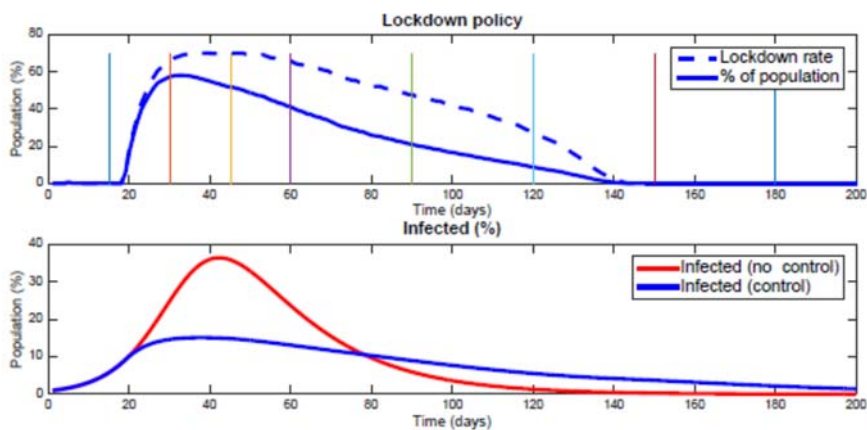 Lockdown policy
80
60
40
20
0
Population (%)
Lockdown rate
% of population
0 20 40 60 80 100 120 140 160 180 200
Time (days)
Infected (%)
40
30
20
10
0
Population (%)
Infected (no control)
Infected (control)
0 20 40 60 80 100 120 140 160 180 200
Time (days)